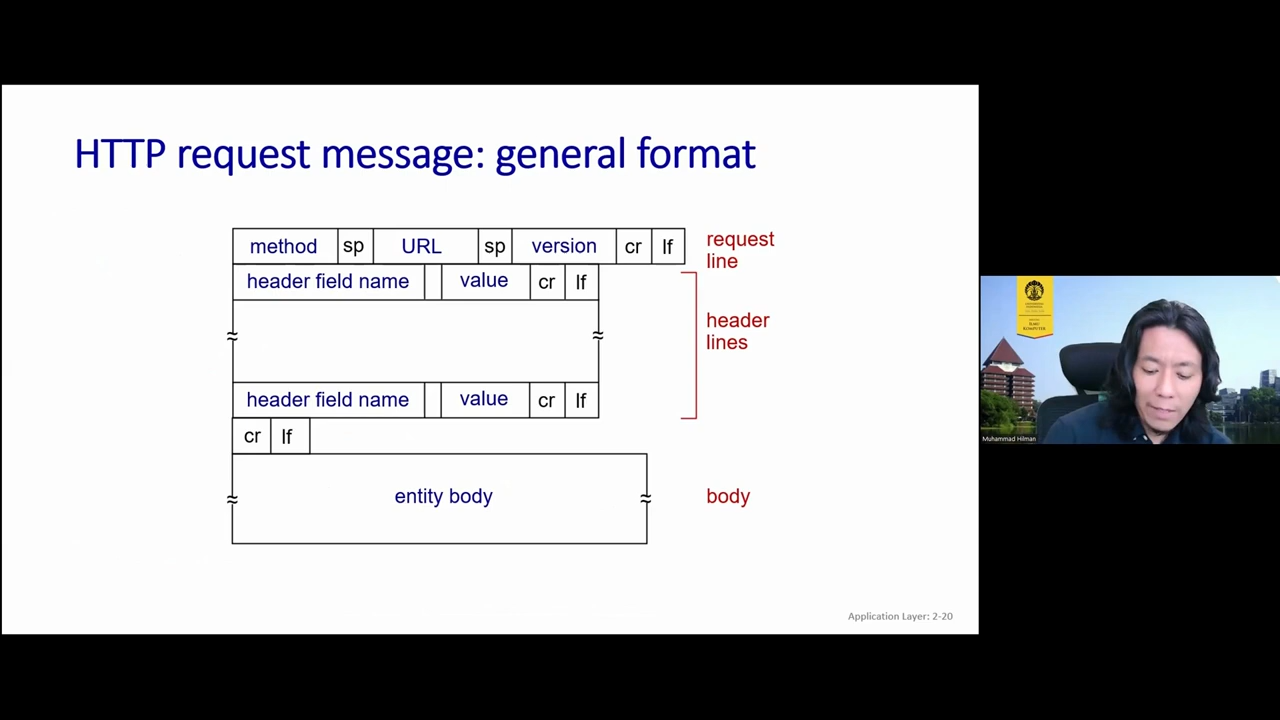 HTTP request message: general format
method sp URL sp version cr lf
request
line
header field name value cr lf
header
lines
≈ ≈
header field name value cr lf
cr lf
≈ entity body ≈
body
Application Layer: 2-20
Muhammad Hilman